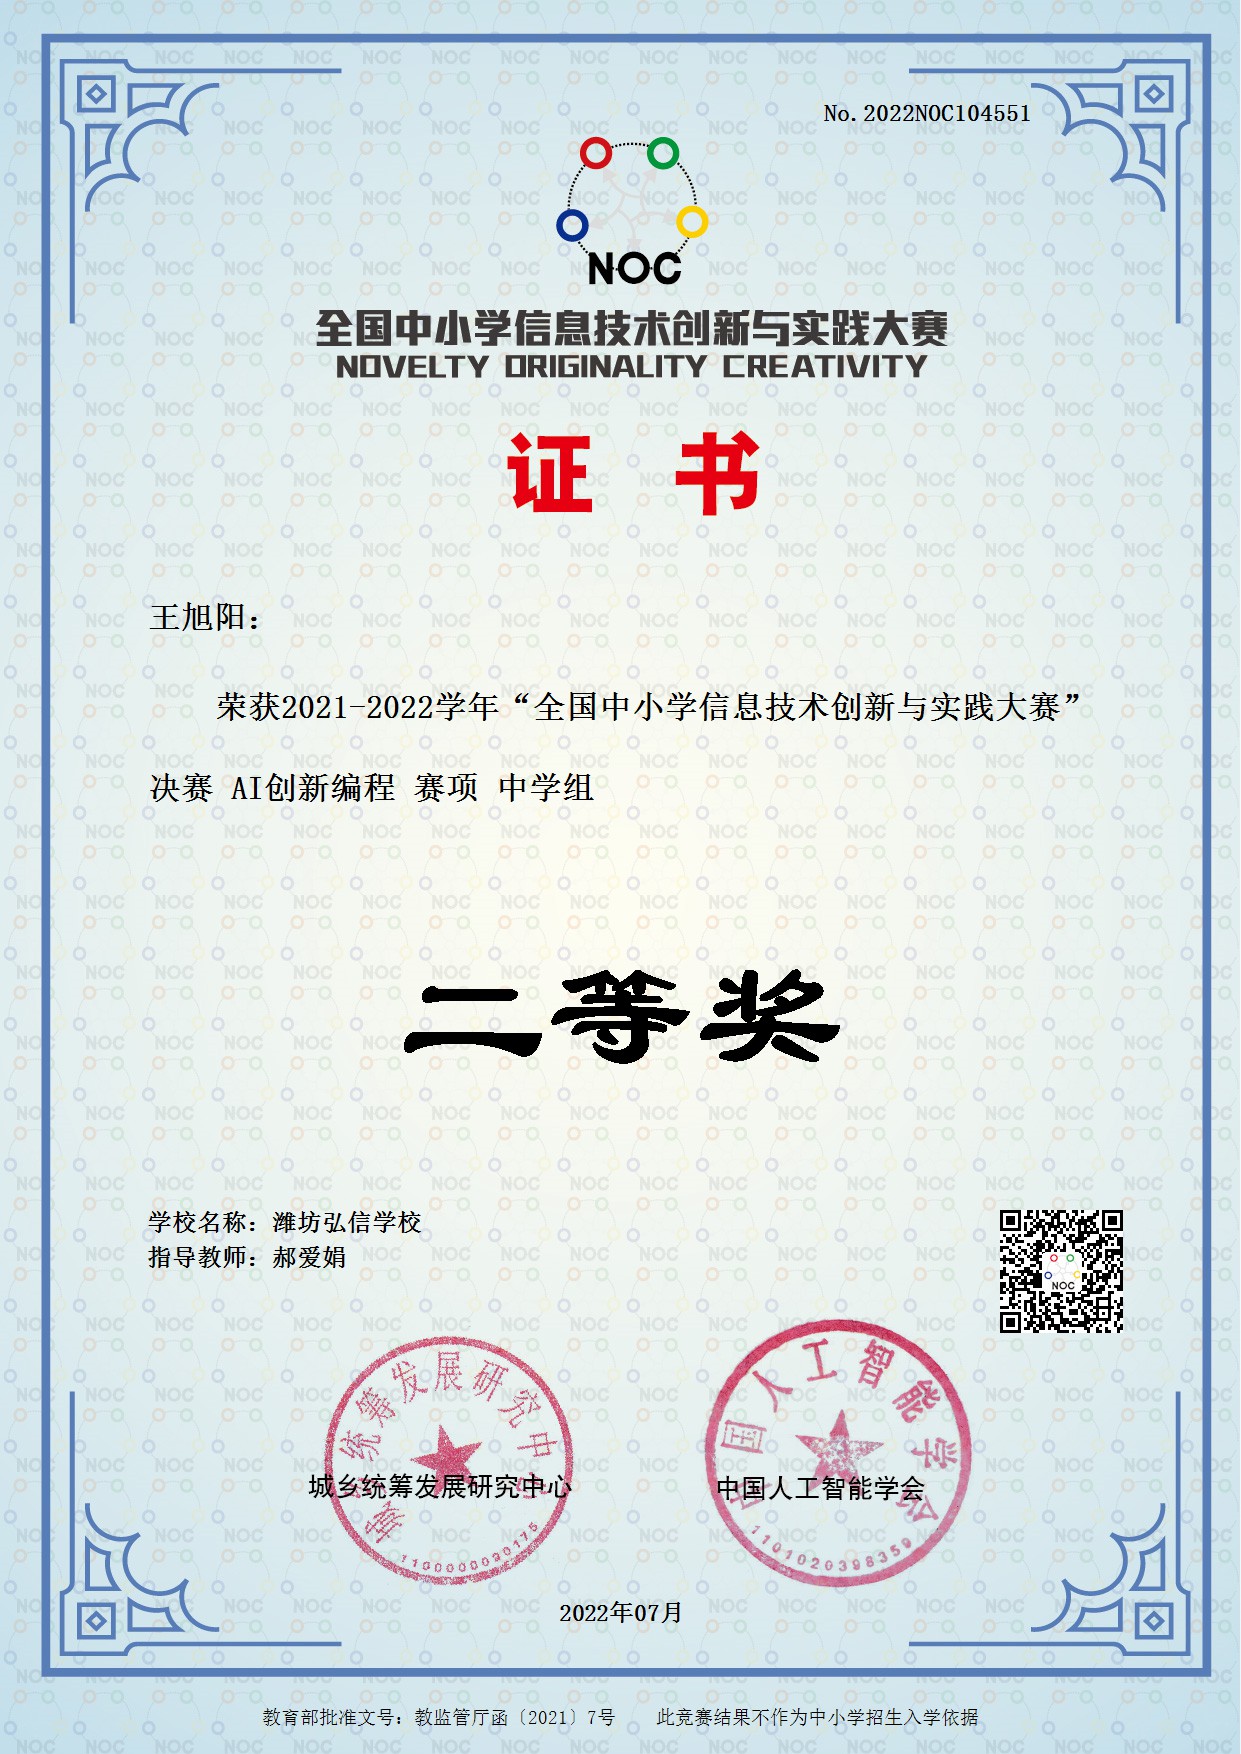 No.2022NOC104551
NOC
全国中小学信息技术创新与实践大赛
NOVELTY ORIGINALITY CREATIVITY
证 书
王旭阳：
荣获2021-2022学年“全国中小学信息技术创新与实践大赛”
决赛 AI创新编程 赛项 中学组
二等奖
学校名称：潍坊弘信学校
指导教师：郝爱娟
NOC
城乡统筹发展研究中心
1100000090175
城乡统筹发展研究中心
中国人工智能学会
1101020398359
中国人工智能学会
2022年07月
教育部批准文号：教监管厅函〔2021〕7号 此竞赛结果不作为中小学招生入学依据